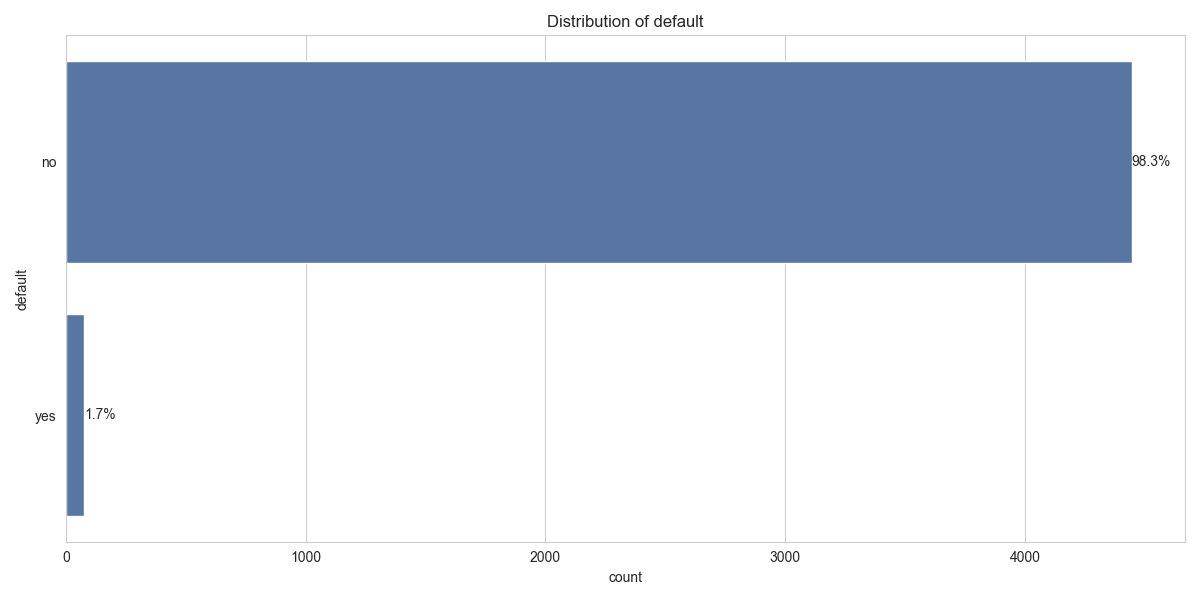 Distribution of default
no
98.3%
default
yes
1.7%
0 1000 2000 3000 4000
count